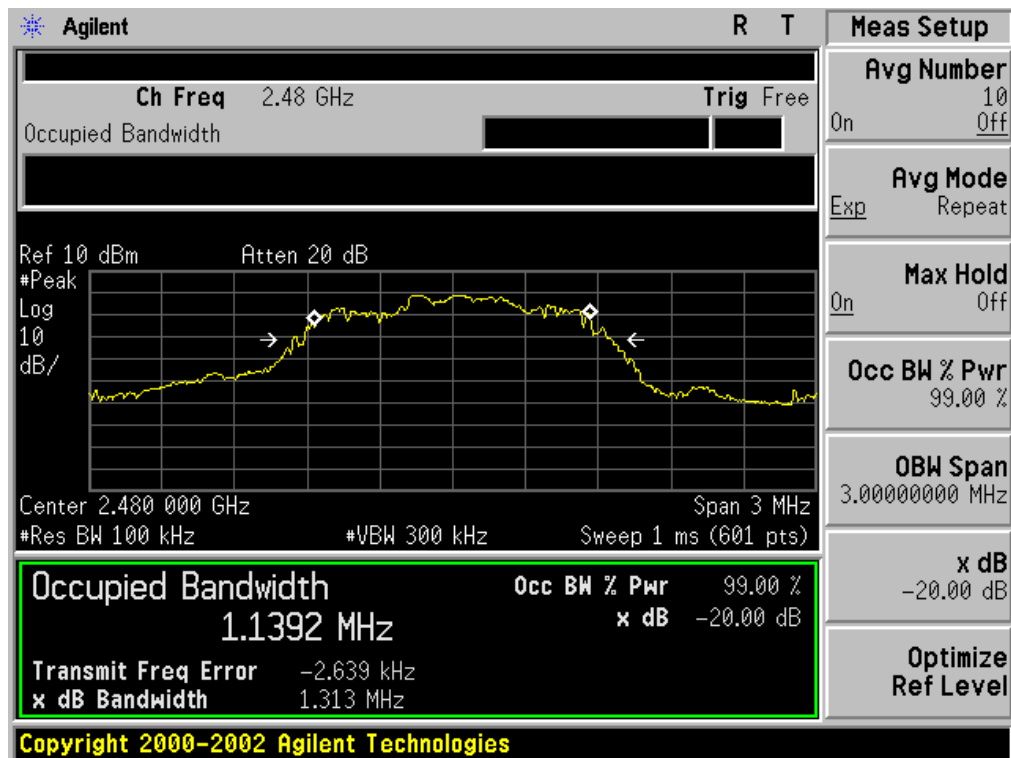 Agilent R T
Ch Freq 2.48 GHz Trig Free
Occupied Bandwidth
Ref 10 dBm Atten 20 dB
#Peak
Log
10
dB/
Center 2.480 000 GHz Span 3 MHz
#Res BW 100 kHz #VBW 300 kHz Sweep 1 ms (601 pts)
Occupied Bandwidth Occ BW % Pwr 99.00 %
1.1392 MHz x dB -20.00 dB
Transmit Freq Error -2.639 kHz
x dB Bandwidth 1.313 MHz
Copyright 2000-2002 Agilent Technologies
Meas Setup
Avg Number
10
On Off
Avg Mode
Exp Repeat
Max Hold
On Off
Occ BW % Pwr
99.00 %
OBW Span
3.00000000 MHz
x dB
-20.00 dB
Optimize
Ref Level